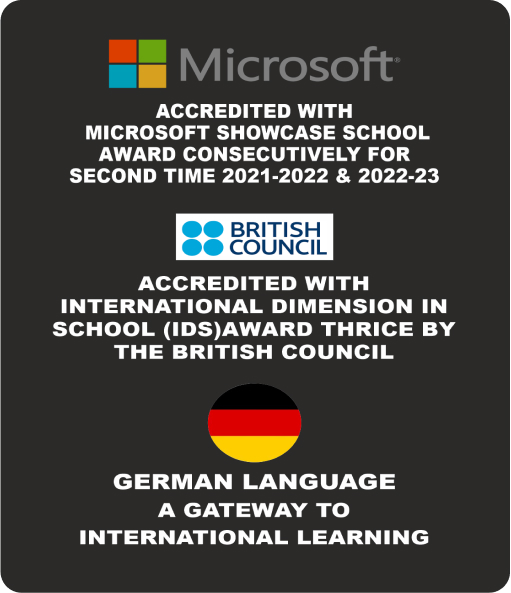 Microsoft
ACCREDITED WITH
MICROSOFT SHOWCASE SCHOOL
AWARD CONSECUTIVELY FOR
SECOND TIME 2021-2022 & 2022-23
BRITISH
COUNCIL
ACCREDITED WITH
INTERNATIONAL DIMENSION IN
SCHOOL (IDS)AWARD THRICE BY
THE BRITISH COUNCIL
GERMAN LANGUAGE
A GATEWAY TO
INTERNATIONAL LEARNING